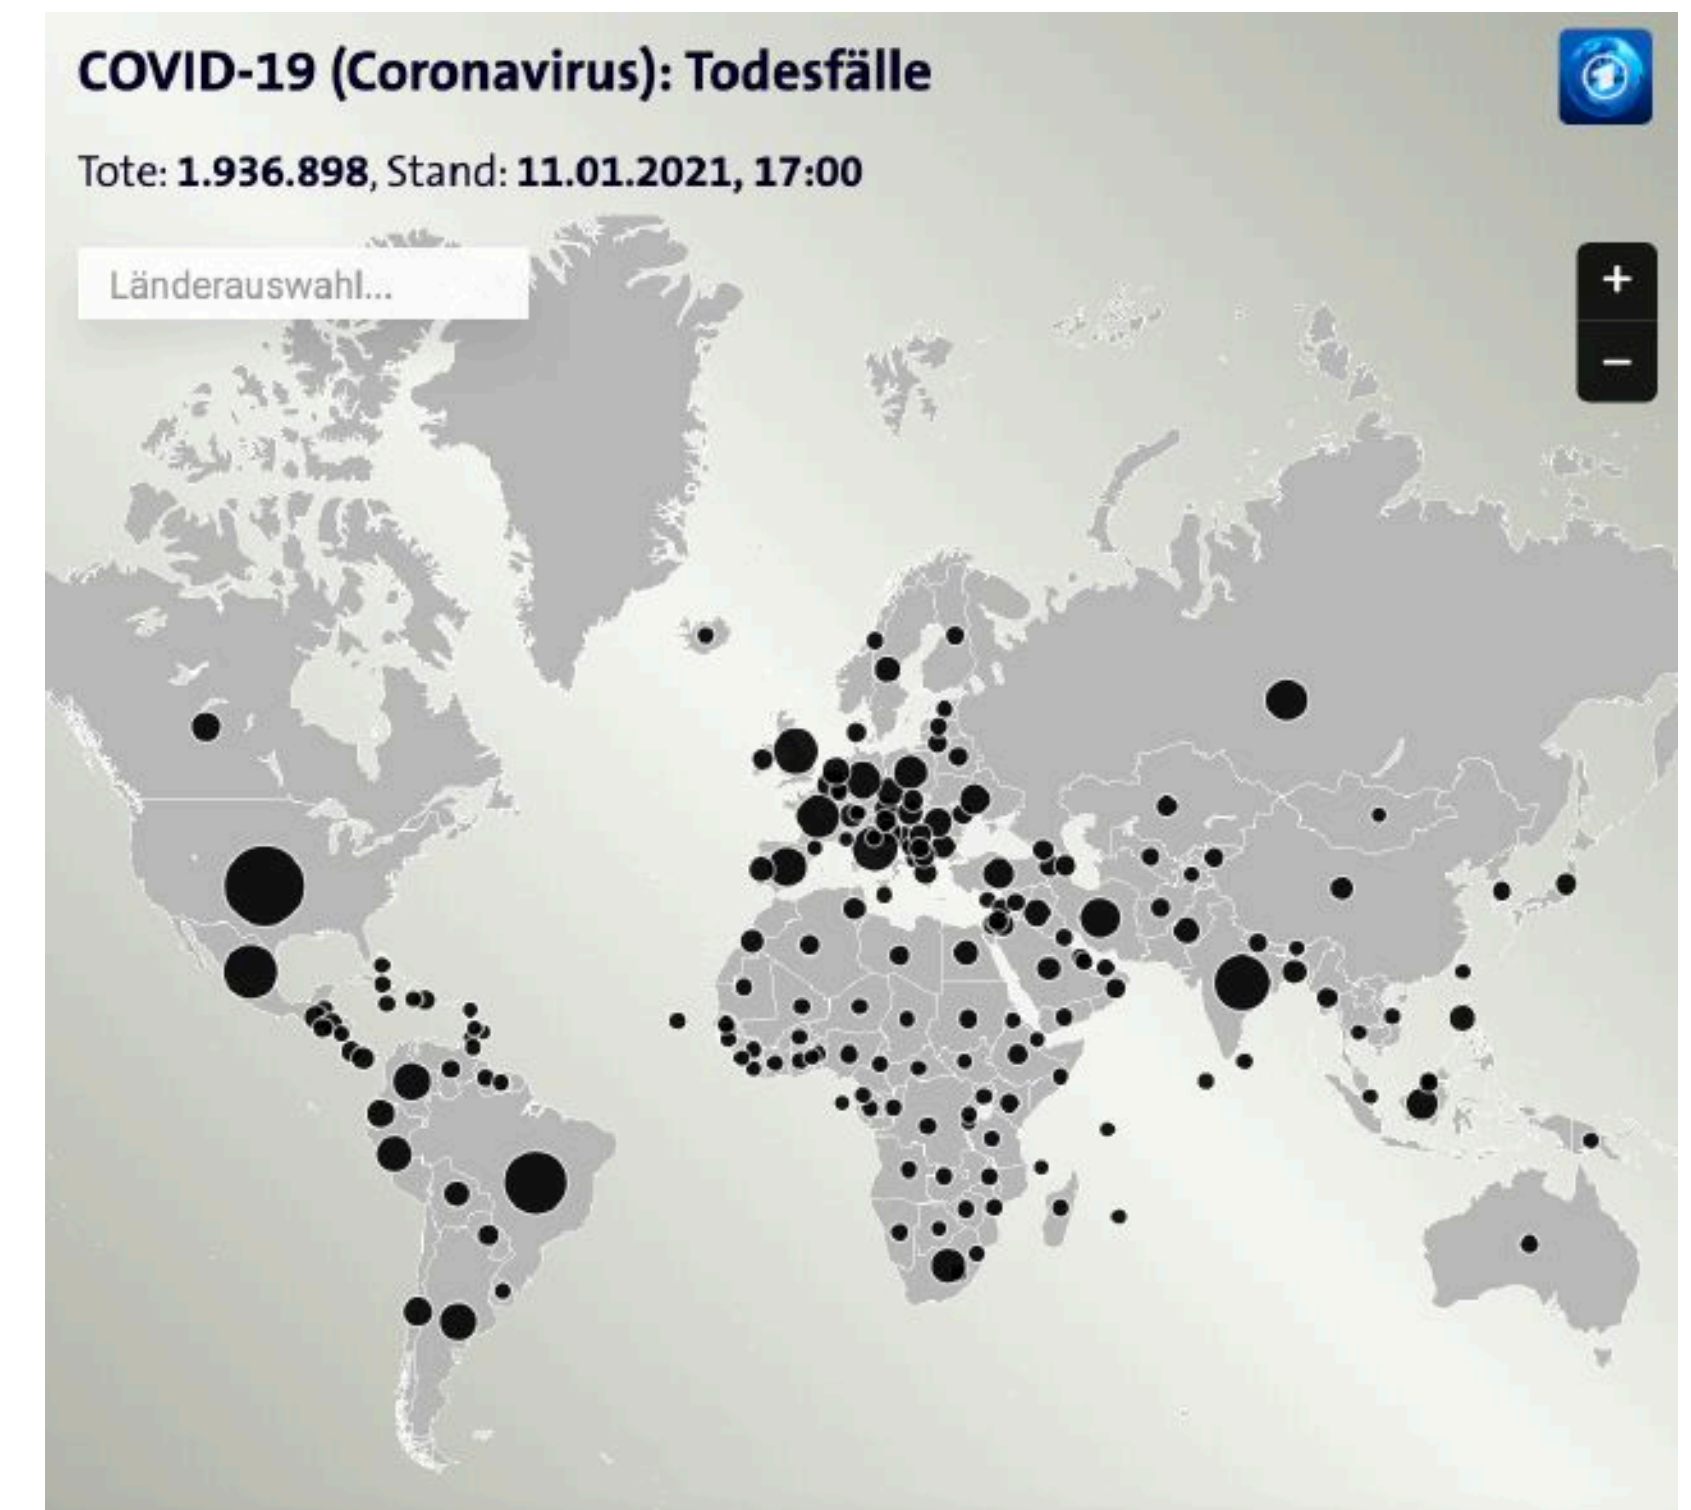 COVID-19 (Coronavirus): Todesfälle
Tote: 1.936.898, Stand: 11.01.2021, 17:00
Länderauswahl...
+
−